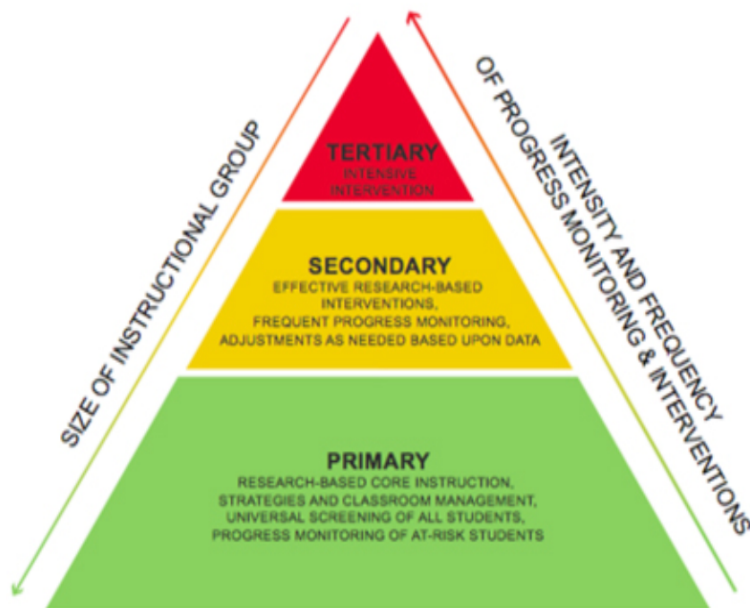 TERTIARY
INTENSIVE
INTERVENTION
SECONDARY
EFFECTIVE RESEARCH-BASED
INTERVENTIONS,
FREQUENT PROGRESS MONITORING,
ADJUSTMENTS AS NEEDED BASED UPON DATA
PRIMARY
RESEARCH-BASED CORE INSTRUCTION,
STRATEGIES AND CLASSROOM MANAGEMENT,
UNIVERSAL SCREENING OF ALL STUDENTS,
PROGRESS MONITORING OF AT-RISK STUDENTS
SIZE OF INSTRUCTIONAL GROUP
INTENSITY AND FREQUENCY
OF PROGRESS MONITORING & INTERVENTIONS